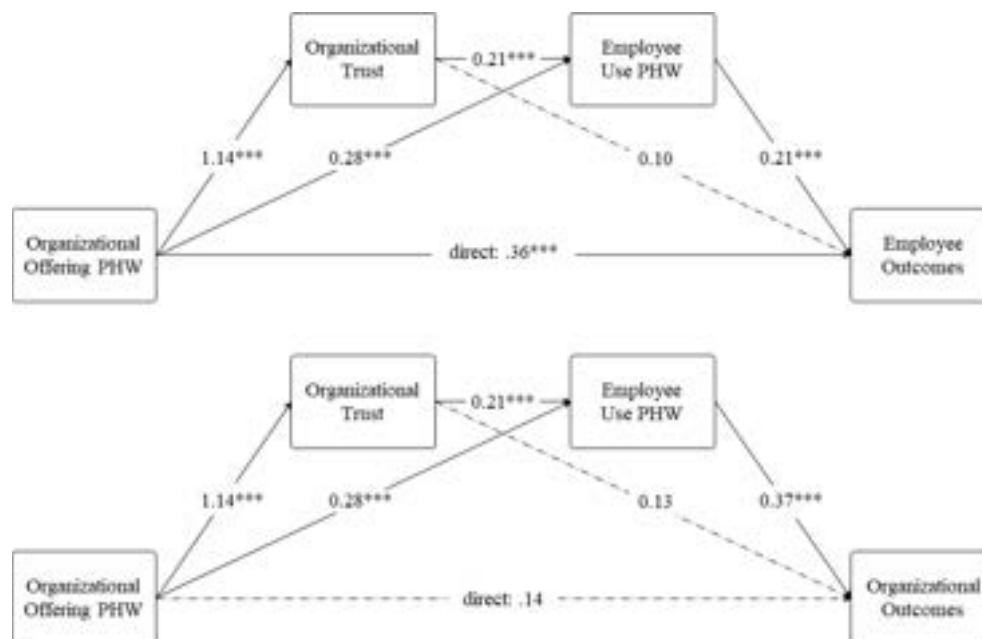 Organizational
Trust
0.21***
Employee
Use PHW
1.14***
0.28***
0.10
0.21***
Organizational
Offering PHW
direct: .36***
Employee
Outcomes
Organizational
Trust
0.21***
Employee
Use PHW
1.14***
0.28***
0.13
0.37***
Organizational
Offering PHW
direct: .14
Organizational
Outcomes